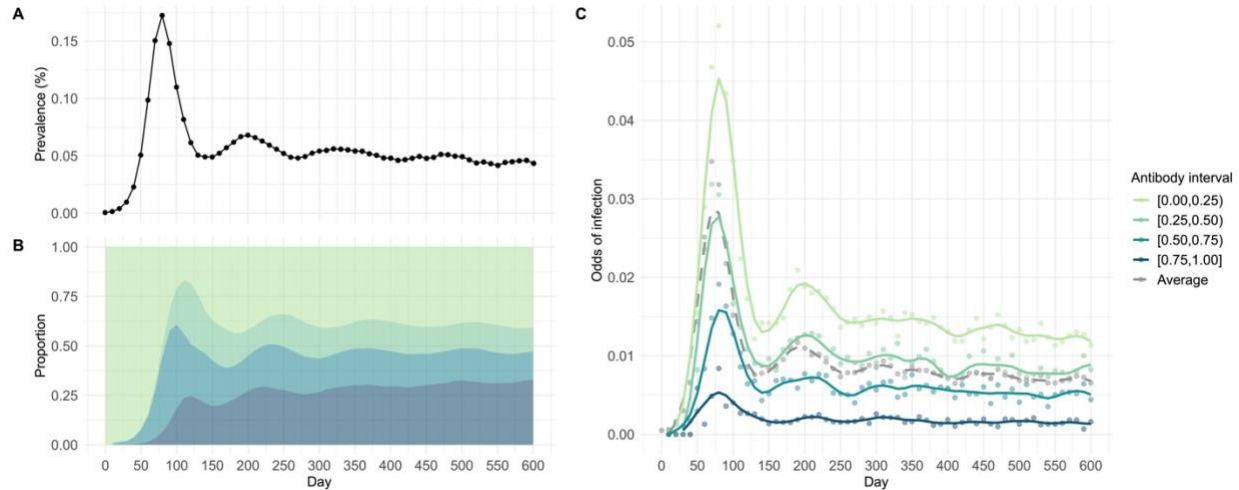 A
Prevalence (%)
0.15
0.10
0.05
0.00
B
Proportion
1.00
0.75
0.50
0.25
0.00
0 50 100 150 200 250 300 350 400 450 500 550 600
Day
C
Odds of infection
0.05
0.04
0.03
0.02
0.01
0.00
0 50 100 150 200 250 300 350 400 450 500 550 600
Day
Antibody interval
[0.00,0.25)
[0.25,0.50)
[0.50,0.75)
[0.75,1.00]
Average